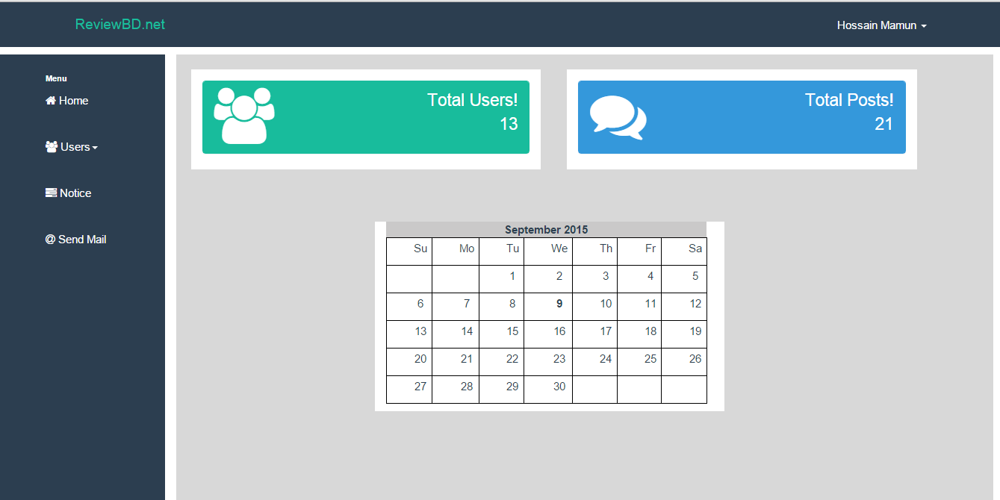 ReviewBD.net
Hossain Mamun
Menu
Home
Users
Notice
@ Send Mail
Total Users!
13
Total Posts!
21
September 2015
Su Mo Tu We Th Fr Sa
1 2 3 4 5
6 7 8 9 10 11 12
13 14 15 16 17 18 19
20 21 22 23 24 25 26
27 28 29 30